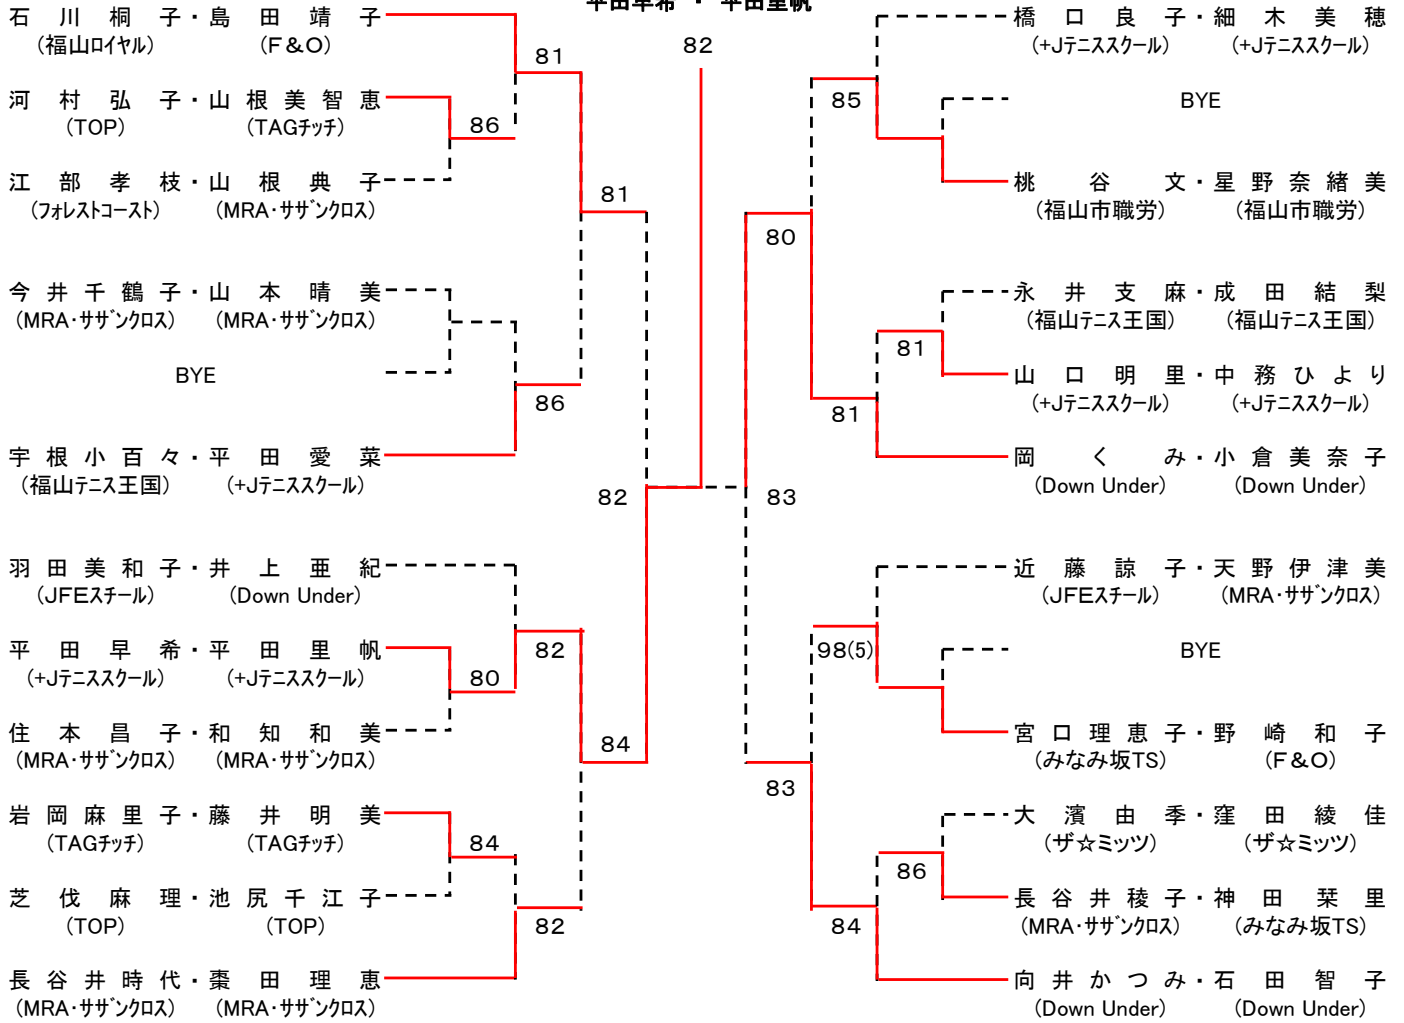 平田早希 ・ 平田里帆
82
石川桐子・島田靖子
(福山ロイヤル) (F&O)
81
河村弘子・山根美智恵
(TOP) (TAGチッチ)
86
江部孝枝・山根典子
(フォレストコースト) (MRA・サザンクロス)
81
今井千鶴子・山本晴美
(MRA・サザンクロス) (MRA・サザンクロス)
BYE
86
宇根小百々・平田愛菜
(福山テニス王国) (+Jテニススクール)
82
羽田美和子・井上亜紀
(JFEスチール) (Down Under)
平田早希・平田里帆
(+Jテニススクール) (+Jテニススクール)
82
80
住本昌子・和知和美
(MRA・サザンクロス) (MRA・サザンクロス)
84
岩岡麻里子・藤井明美
(TAGチッチ) (TAGチッチ)
84
芝伐麻理・池尻千江子
(TOP) (TOP)
82
長谷井時代・棗田理恵
(MRA・サザンクロス) (MRA・サザンクロス)
橋口良子・細木美穂
(+Jテニススクール) (+Jテニススクール)
85
BYE
桃谷文・星野奈緒美
(福山市職労) (福山市職労)
80
永井支麻・成田結梨
(福山テニス王国) (福山テニス王国)
81
山口明里・中務ひより
(+Jテニススクール) (+Jテニススクール)
81
岡くみ・小倉美奈子
(Down Under) (Down Under)
83
近藤諒子・天野伊津美
(JFEスチール) (MRA・サザンクロス)
98(5)
BYE
宮口理恵子・野崎和子
(みなみ坂TS) (F&O)
83
大濱由季・窪田綾佳
(ザ☆ミッツ) (ザ☆ミッツ)
86
長谷井稜子・神田栞里
(MRA・サザンクロス) (みなみ坂TS)
84
向井かつみ・石田智子
(Down Under) (Down Under)